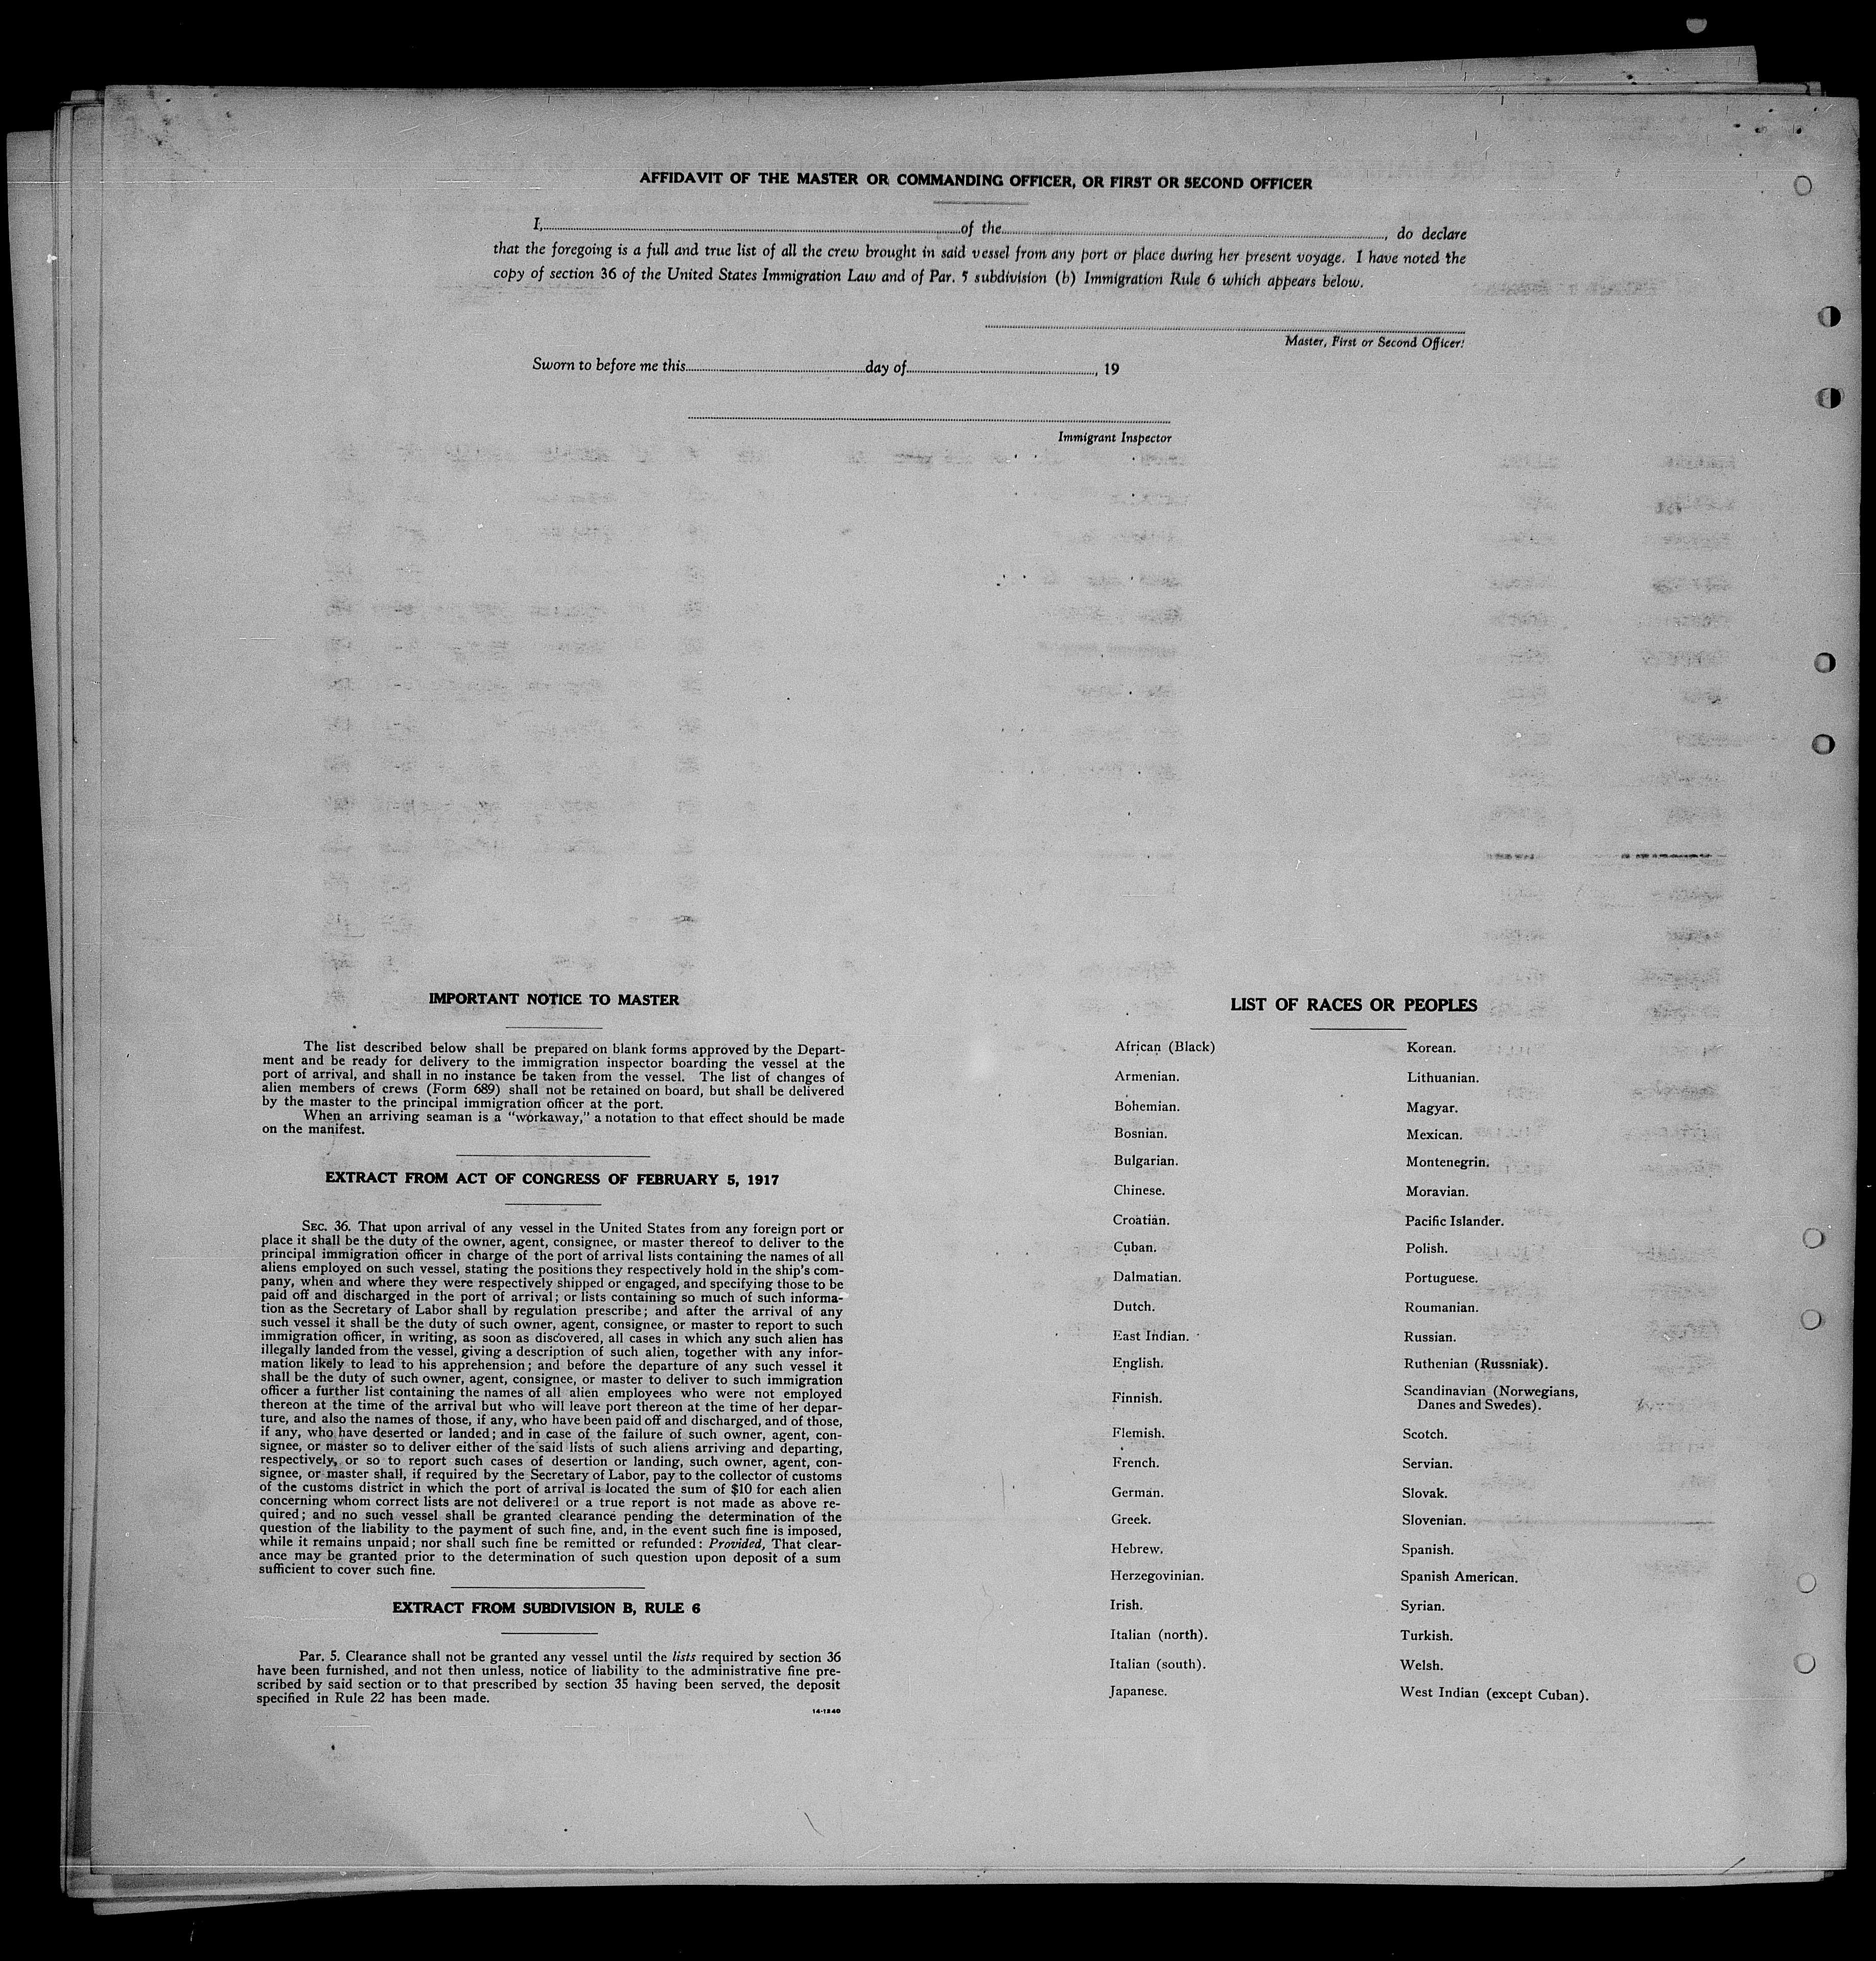 AFFIDAVIT OF THE MASTER OR COMMANDING OFFICER, OR FIRST OR SECOND OFFICER
I, of the , do declare
that the foregoing is a full and true list of all the crew brought in said vessel from any port or place during her present voyage. I have noted the
copy of section 36 of the United States Immigration Law and of Par. 5 subdivision (b) Immigration Rule 6 which appears below.
Master, First or Second Officer.
Sworn to before me this day of , 19
Immigrant Inspector
IMPORTANT NOTICE TO MASTER
The list described below shall be prepared on blank forms approved by the Depart-
ment and be ready for delivery to the immigration inspector boarding the vessel at the
port of arrival, and shall in no instance be taken from the vessel. The list of changes of
alien members of crews (Form 689) shall not be retained on board, but shall be delivered
by the master to the principal immigration officer at the port.
When an arriving seaman is a “workaway,” a notation to that effect should be made
on the manifest.
EXTRACT FROM ACT OF CONGRESS OF FEBRUARY 5, 1917
SEC. 36. That upon arrival of any vessel in the United States from any foreign port or
place it shall be the duty of the owner, agent, consignee, or master thereof to deliver to the
principal immigration officer in charge of the port of arrival lists containing the names of all
aliens employed on such vessel, stating the positions they respectively hold in the ship's com-
pany, when and where they were respectively shipped or engaged, and specifying those to be
paid off and discharged in the port of arrival; or lists containing so much of such informa-
tion as the Secretary of Labor shall by regulation prescribe; and after the arrival of any
such vessel it shall be the duty of such owner, agent, consignee, or master to report to such
immigration officer, in writing, as soon as discovered, all cases in which any such alien has
illegally landed from the vessel, giving a description of such alien, together with any infor-
mation likely to lead to his apprehension; and before the departure of any such vessel it
shall be the duty of such owner, agent, consignee, or master to deliver to such immigration
officer a further list containing the names of all alien employees who were not employed
thereon at the time of the arrival but who will leave port thereon at the time of her depar-
ture, and also the names of those, if any, who have been paid off and discharged, and of those,
if any, who have deserted or landed; and in case of the failure of such owner, agent, con-
signee, or master so to deliver either of the said lists of such aliens arriving and departing,
respectively, or so to report such cases of desertion or landing, such owner, agent, con-
signee, or master shall, if required by the Secretary of Labor, pay to the collector of customs
of the customs district in which the port of arrival is located the sum of $10 for each alien
concerning whom correct lists are not delivered or a true report is not made as above re-
quired; and no such vessel shall be granted clearance pending the determination of the
question of the liability to the payment of such fine, and, in the event such fine is imposed,
while it remains unpaid; nor shall such fine be remitted or refunded: Provided, That clear-
ance may be granted prior to the determination of such question upon deposit of a sum
sufficient to cover such fine.
EXTRACT FROM SUBDIVISION B, RULE 6
Par. 5. Clearance shall not be granted any vessel until the lists required by section 36
have been furnished, and not then unless, notice of liability to the administrative fine pre-
scribed by said section or to that prescribed by section 35 having been served, the deposit
specified in Rule 22 has been made.
14-1240
LIST OF RACES OR PEOPLES
African (Black)
Armenian.
Bohemian.
Bosnian.
Bulgarian.
Chinese.
Croatian.
Cuban.
Dalmatian.
Dutch.
East Indian.
English.
Finnish.
Flemish.
French.
German.
Greek.
Hebrew.
Herzegovinian.
Irish.
Italian (north).
Italian (south).
Japanese.
Korean.
Lithuanian.
Magyar.
Mexican.
Montenegrin.
Moravian.
Pacific Islander.
Polish.
Portuguese.
Roumanian.
Russian.
Ruthenian (Russniak).
Scandinavian (Norwegians,
Danes and Swedes).
Scotch.
Servian.
Slovak.
Slovenian.
Spanish.
Spanish American.
Syrian.
Turkish.
Welsh.
West Indian (except Cuban).